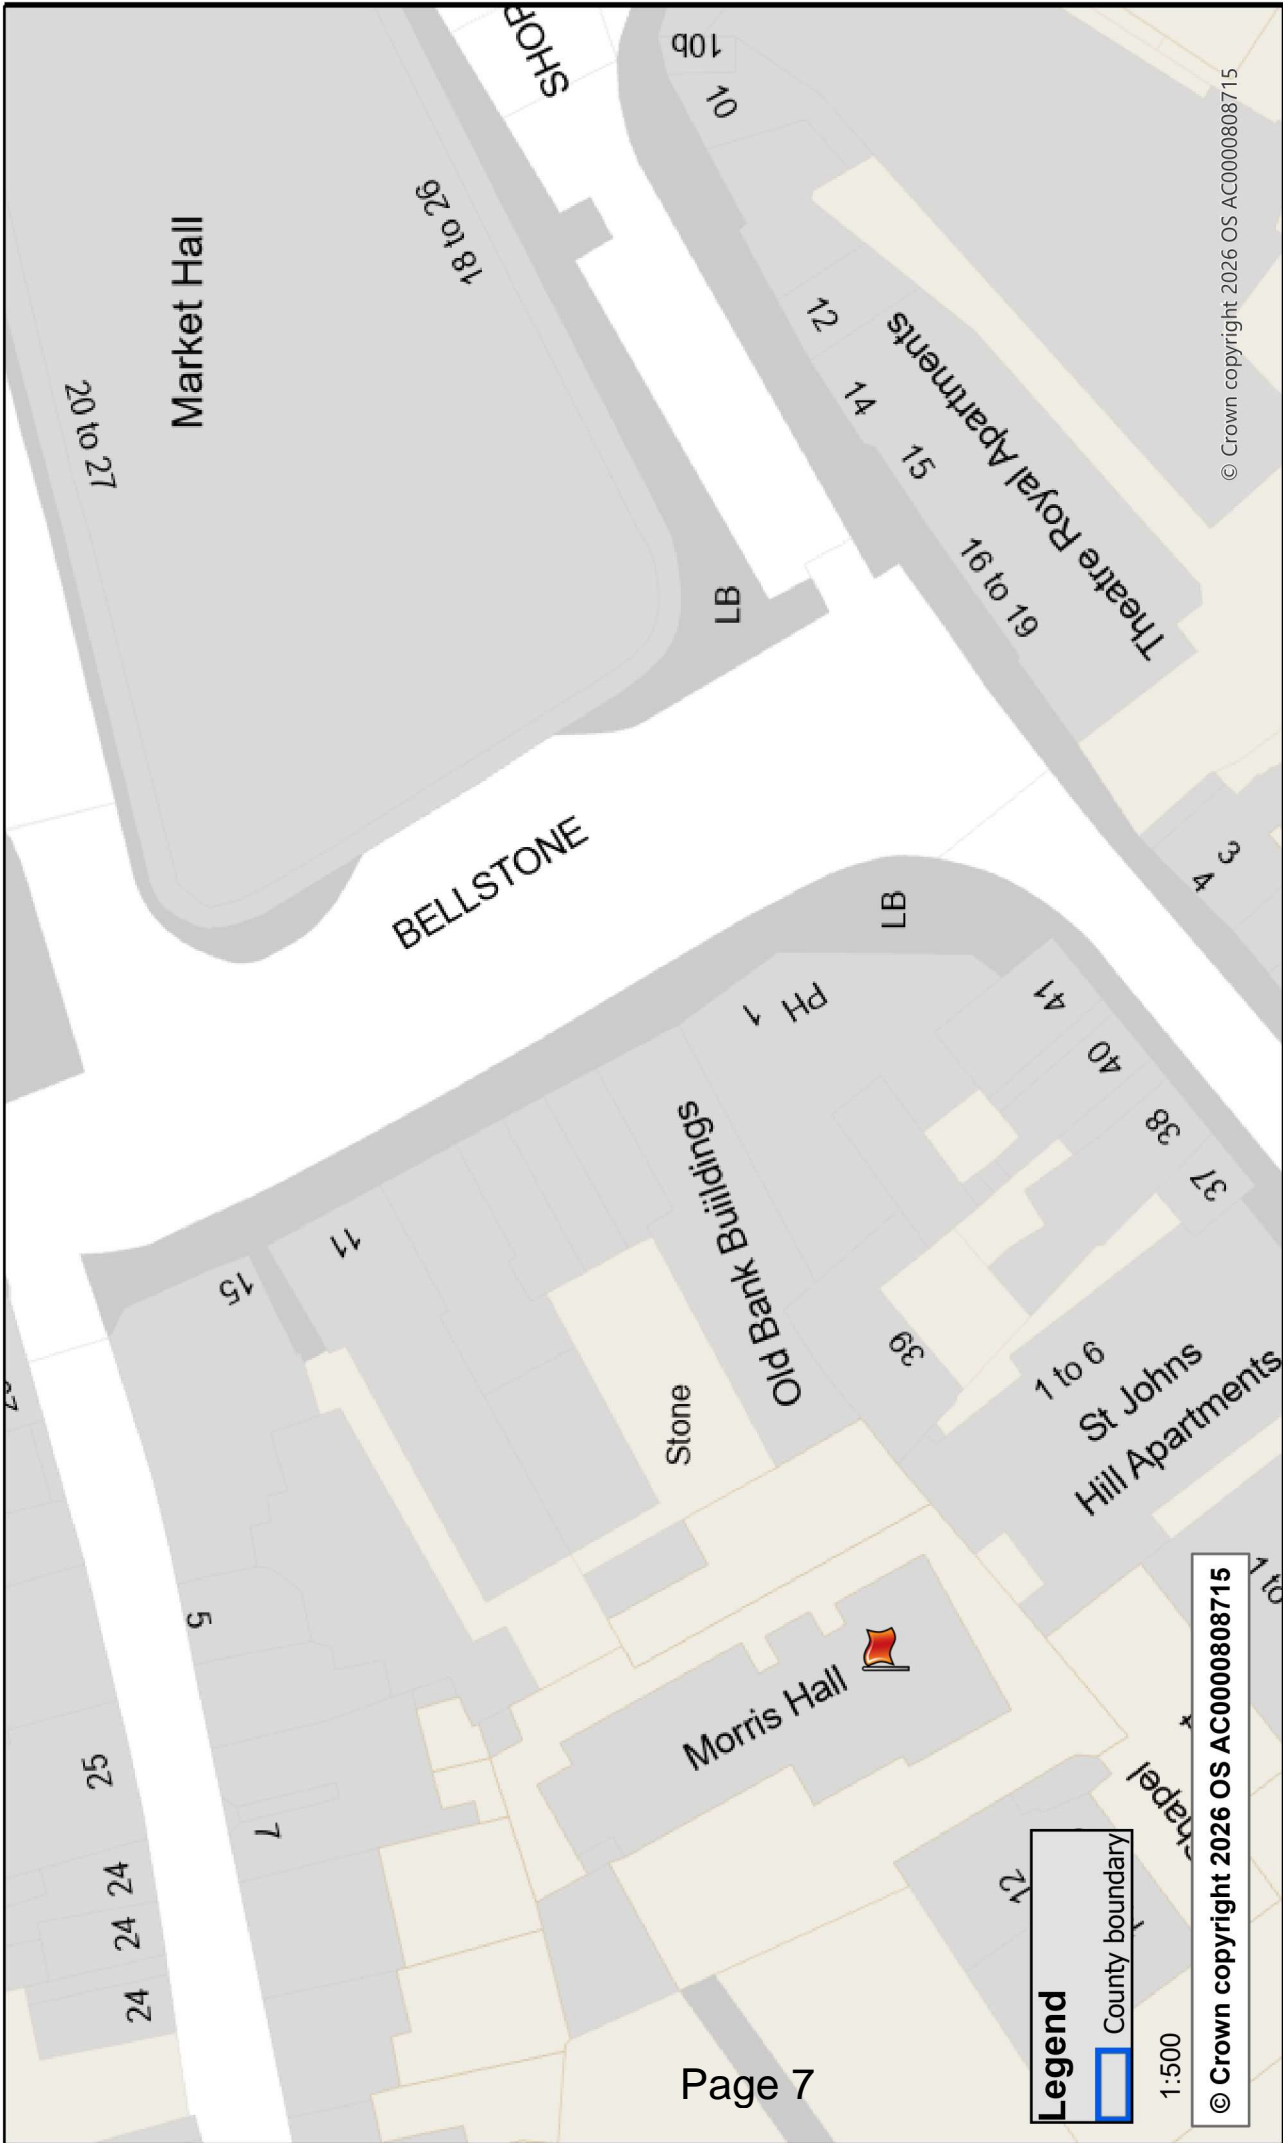 SHOP
10b
10
18 to 26
Market Hall
20 to 27
12
14
15
16 to 19
Theatre Royal Apartments
© Crown copyright 2026 OS AC0000808715
LB
BELLSTONE
LB
3
4
PH
1
41
40
38
37
39
Old Bank Buildings
11
15
Stone
1 to 6
St Johns
Hill Apartments
5
Morris Hall
25
7
24
24
24
12
Page 7
Legend
County boundary
1:500
© Crown copyright 2026 OS AC0000808715